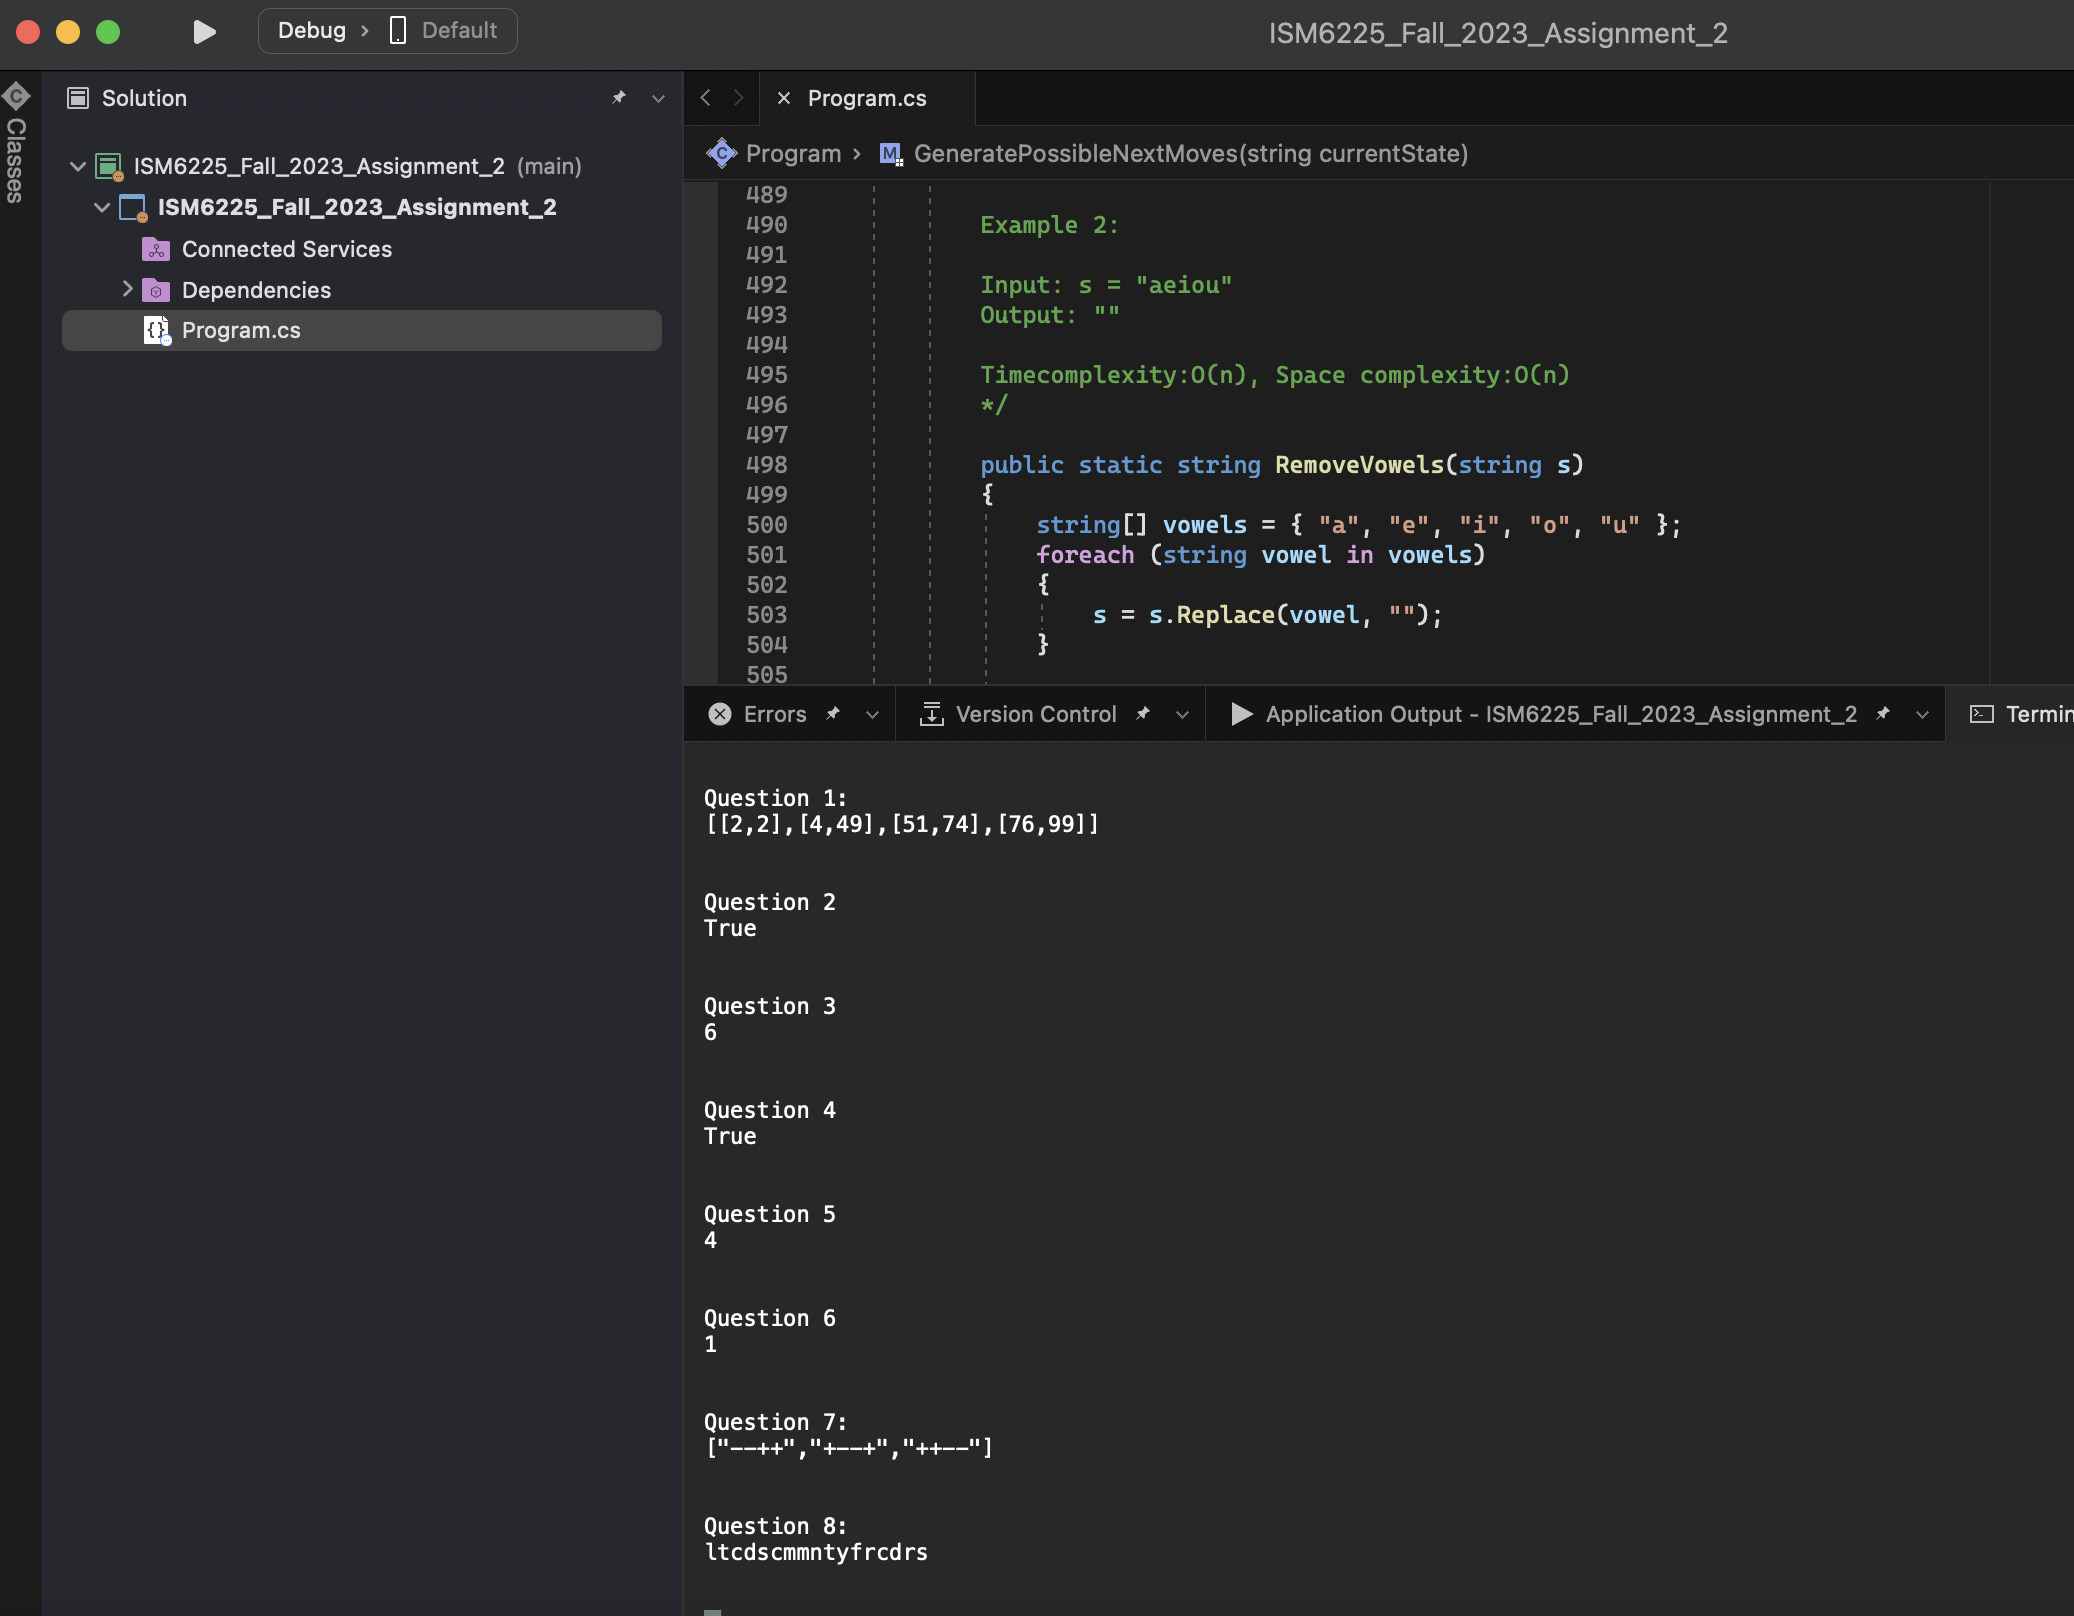 Debug › Default
ISM6225_Fall_2023_Assignment_2
Classes
Solution
ISM6225_Fall_2023_Assignment_2 (main)
ISM6225_Fall_2023_Assignment_2
Connected Services
Dependencies
Program.cs
Program.cs
Program › M GeneratePossibleNextMoves(string currentState)
489
490 Example 2:
491
492 Input: s = "aeiou"
493 Output: ""
494
495 Timecomplexity:O(n), Space complexity:O(n)
496 */
497
498 public static string RemoveVowels(string s)
499 {
500 string[] vowels = { "a", "e", "i", "o", "u" };
501 foreach (string vowel in vowels)
502 {
503 s = s.Replace(vowel, "");
504 }
505
Errors Version Control Application Output - ISM6225_Fall_2023_Assignment_2 Termin
Question 1:
[[2,2],[4,49],[51,74],[76,99]]
Question 2
True
Question 3
6
Question 4
True
Question 5
4
Question 6
1
Question 7:
["--++","+--+","++--"]
Question 8:
ltcdscmmntyfrcdrs